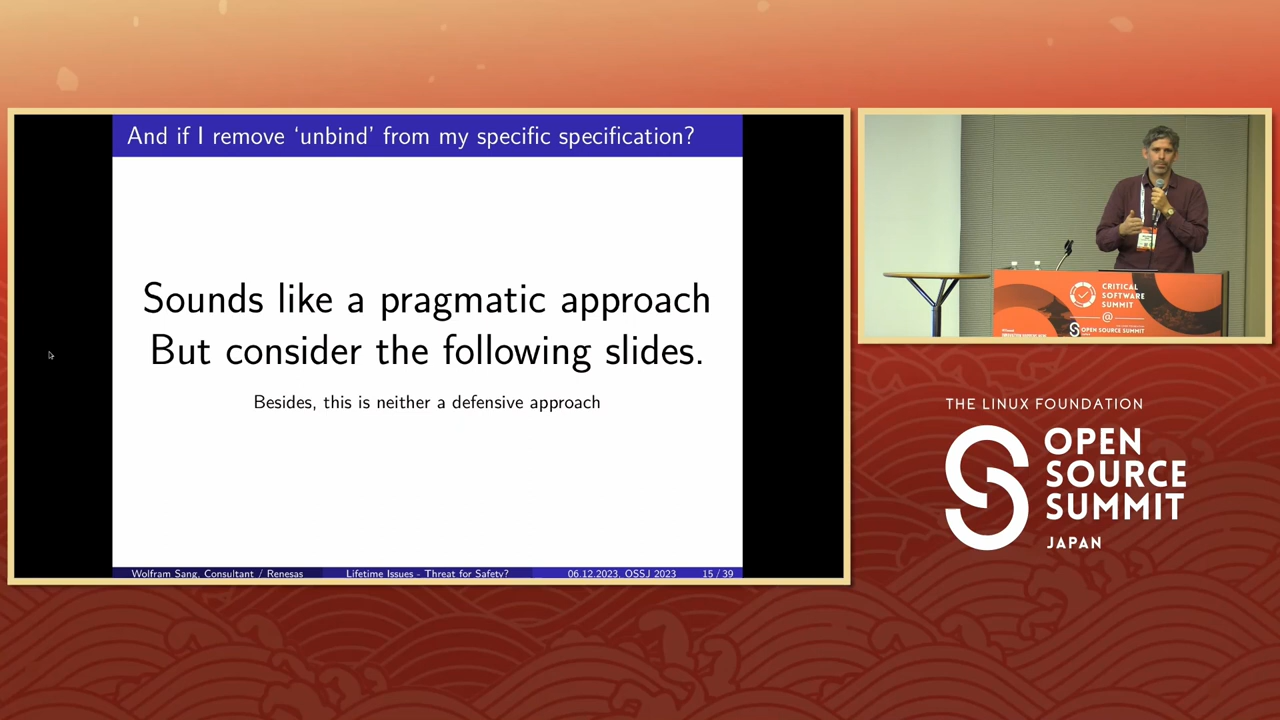 And if I remove ‘unbind’ from my specific specification?
Sounds like a pragmatic approach
But consider the following slides.
Besides, this is neither a defensive approach
Wolfram Sang, Consultant / Renesas
Lifetime Issues - Threat for Safety?
06.12.2023, OSSJ 2023
15 / 39
CRITICAL
SOFTWARE
SUMMIT
@
OPEN SOURCE SUMMIT
THE LINUX FOUNDATION
OPEN
SOURCE
SUMMIT
JAPAN